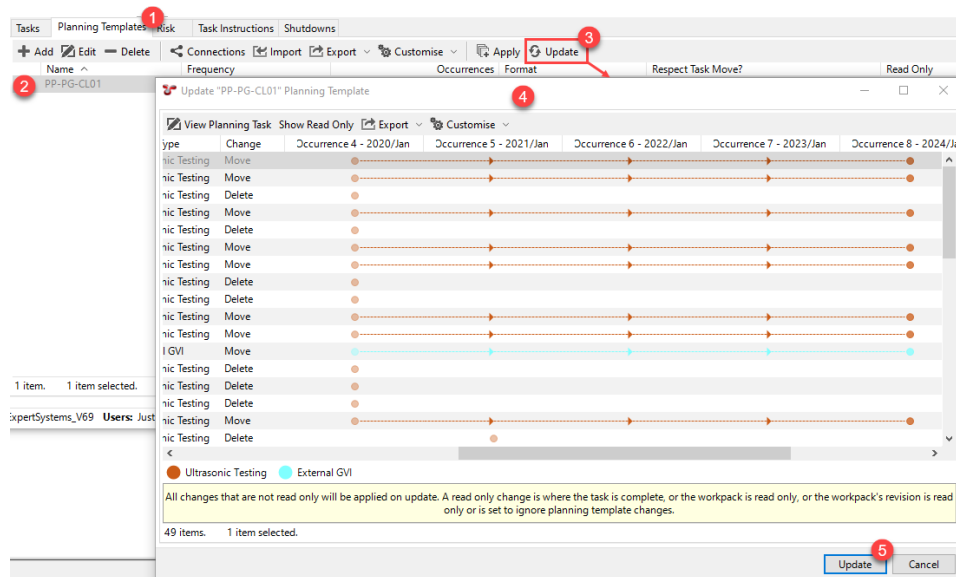 1
Tasks Planning Templates Risk Task Instructions Shutdowns
3
Add Edit Delete Connections Import Export Customise Apply Update
Name Frequency Occurrences Format Respect Task Move? Read Only
2 PP-PG-CL01
Update "PP-PG-CL01" Planning Template
4
View Planning Task Show Read Only Export Customise
ype Change Occurrence 4 - 2020/Jan Occurrence 5 - 2021/Jan Occurrence 6 - 2022/Jan Occurrence 7 - 2023/Jan Occurrence 8 - 2024/Ja
nic Testing Move
nic Testing Move
nic Testing Delete
nic Testing Move
nic Testing Delete
nic Testing Move
nic Testing Move
nic Testing Delete
nic Testing Delete
nic Testing Move
nic Testing Move
l GVI Move
nic Testing Delete
nic Testing Delete
nic Testing Delete
nic Testing Move
nic Testing Delete
1 item. 1 item selected.
ExpertSystems_V69 Users: Just
Ultrasonic Testing External GVI
All changes that are not read only will be applied on update. A read only change is where the task is complete, or the workpack is read only, or the workpack's revision is read
only or is set to ignore planning template changes.
49 items. 1 item selected.
5
Update Cancel